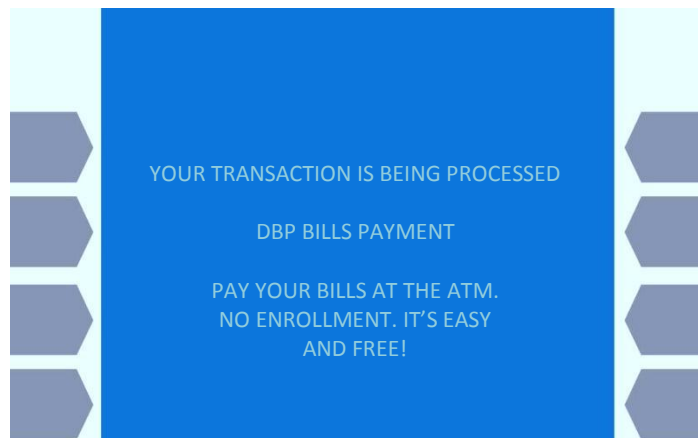 YOUR TRANSACTION IS BEING PROCESSED
DBP BILLS PAYMENT
PAY YOUR BILLS AT THE ATM.
NO ENROLLMENT. IT’S EASY
AND FREE!